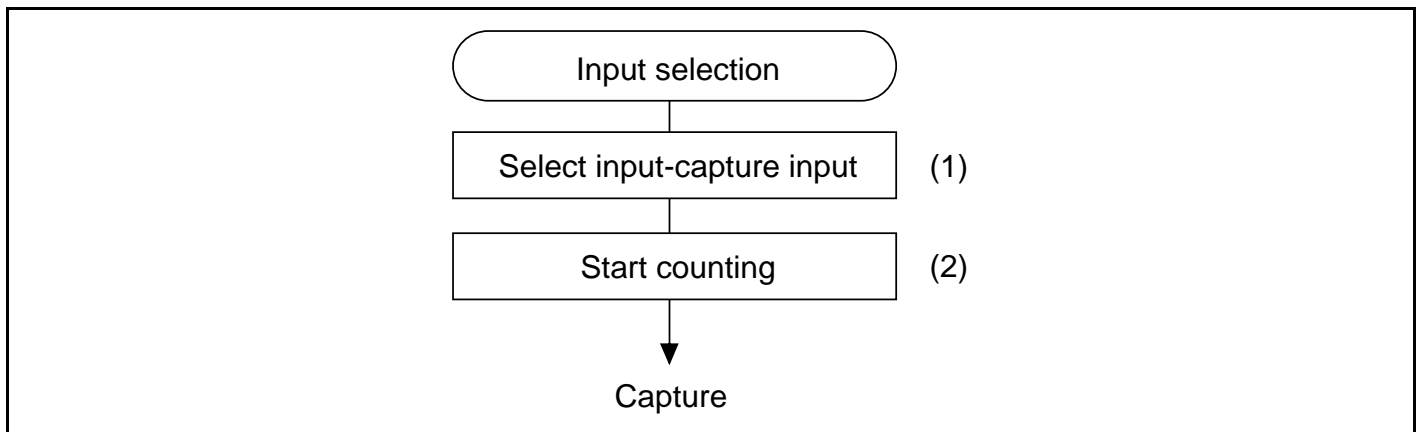 Input selection
Select input-capture input (1)
Start counting (2)
Capture